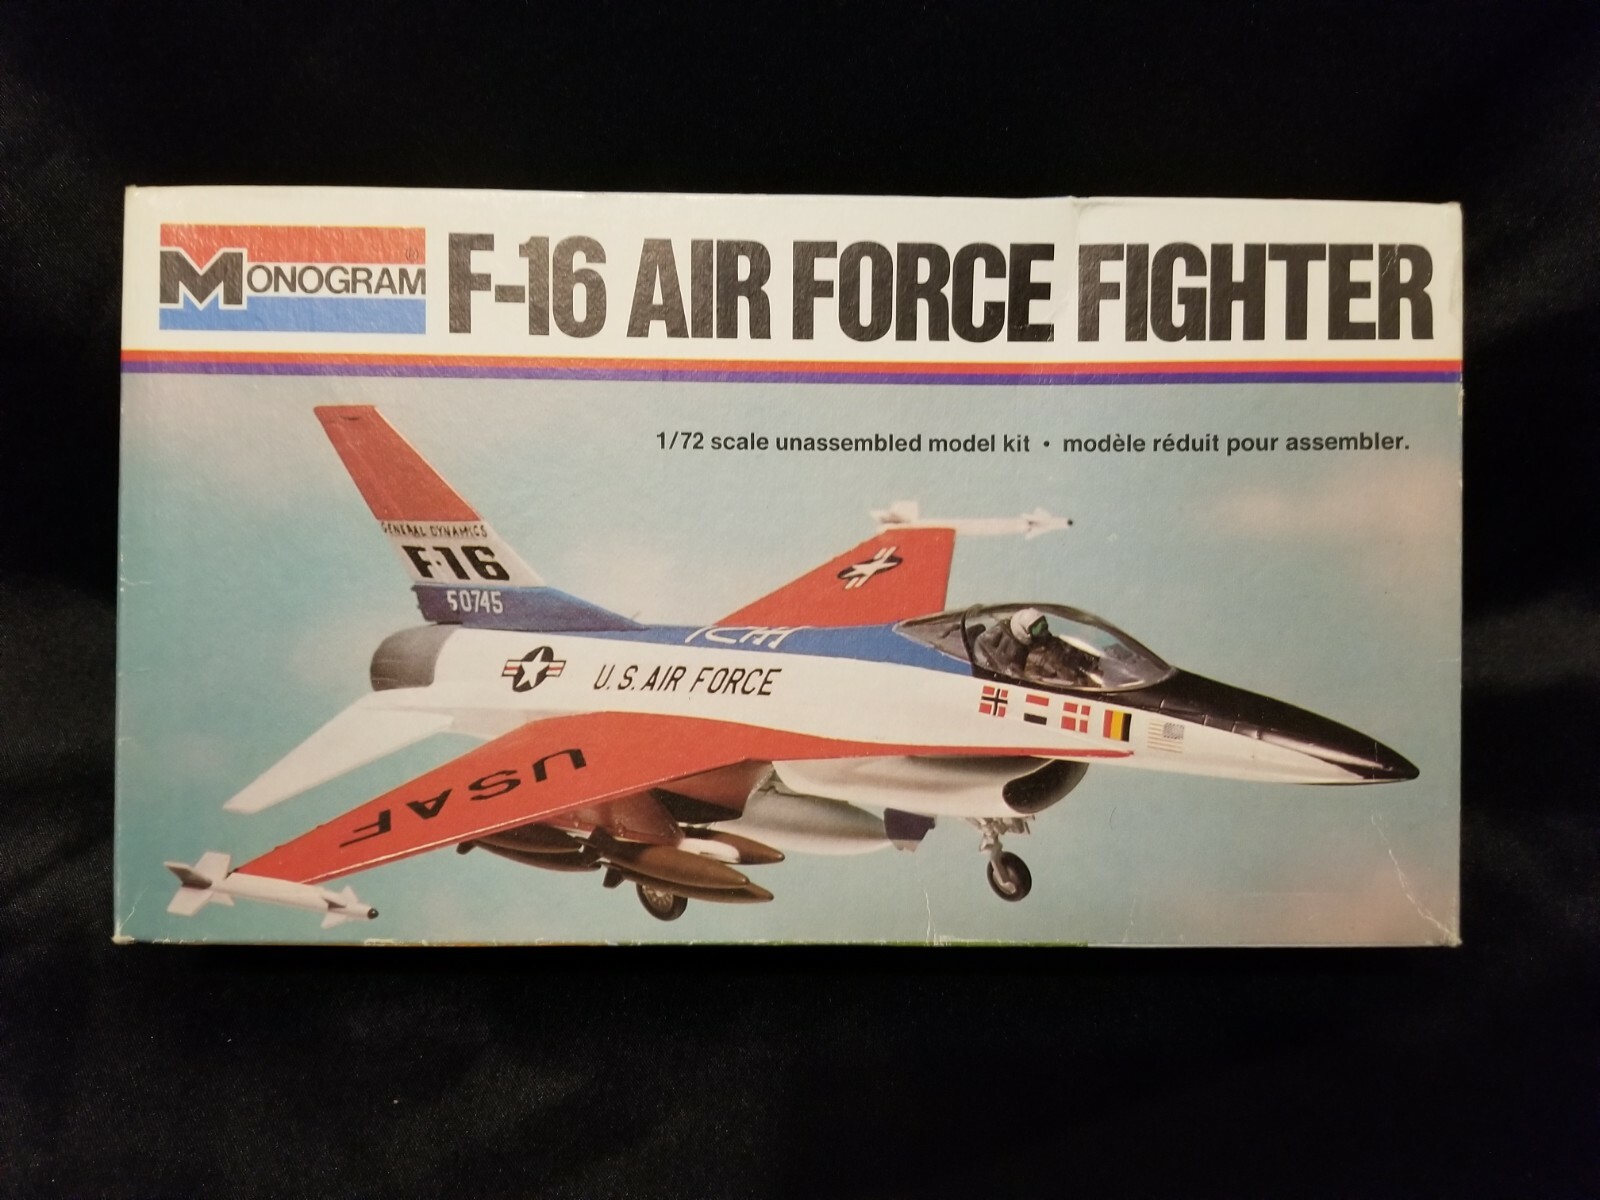 MONOGRAM®
F-16 AIR FORCE FIGHTER
1/72 scale unassembled model kit • modèle réduit pour assembler.
GENERAL DYNAMICS
F-16
50745
U.S. AIR FORCE
USAF